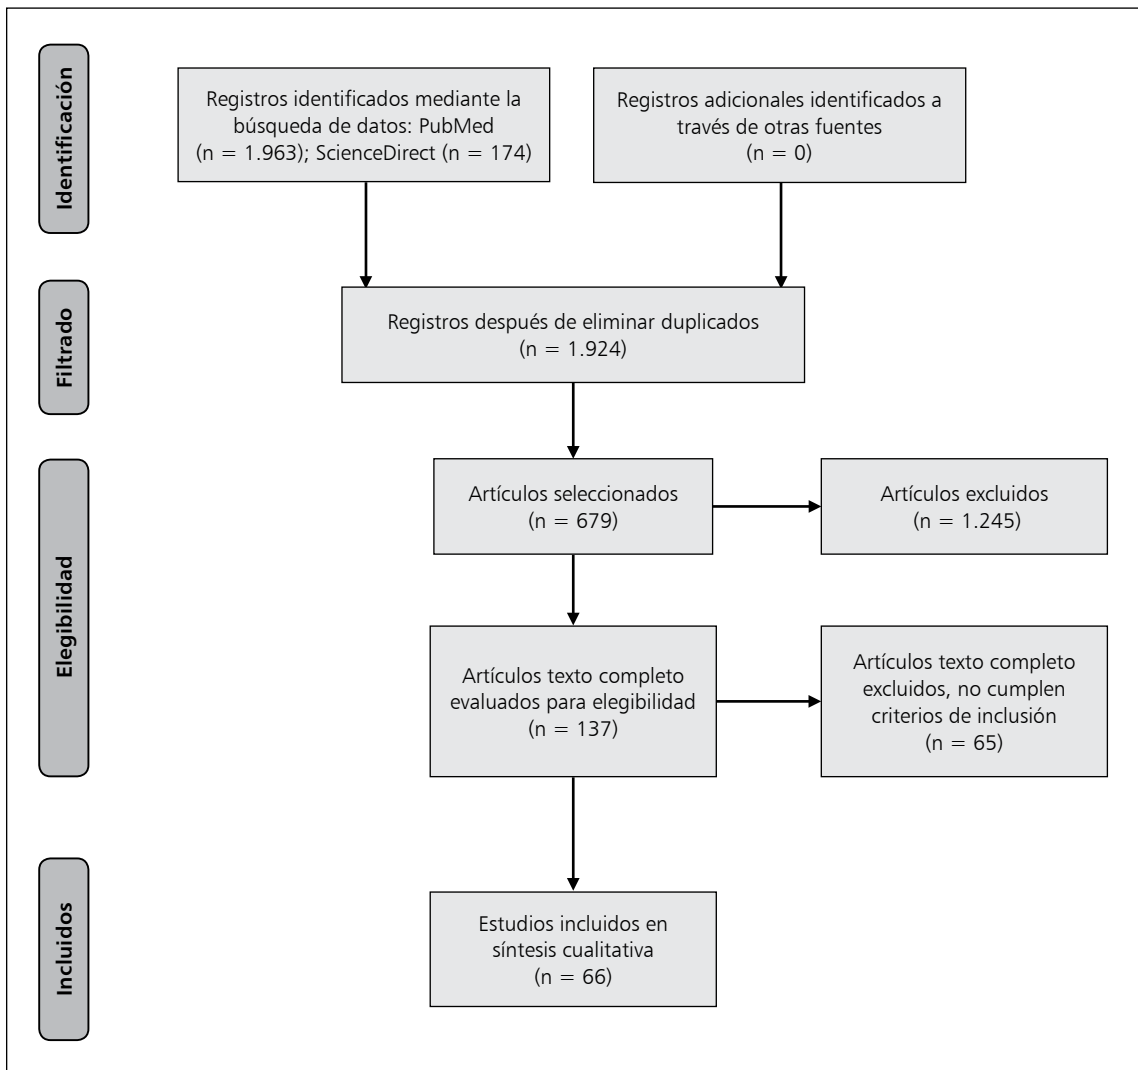 Identificación
Registros identificados mediante la
búsqueda de datos: PubMed
(n = 1.963); ScienceDirect (n = 174)
Registros adicionales identificados a
través de otras fuentes
(n = 0)
Filtrado
Registros después de eliminar duplicados
(n = 1.924)
Elegibilidad
Artículos seleccionados
(n = 679)
Artículos excluidos
(n = 1.245)
Artículos texto completo
evaluados para elegibilidad
(n = 137)
Artículos texto completo
excluidos, no cumplen
criterios de inclusión
(n = 65)
Incluidos
Estudios incluidos en
síntesis cualitativa
(n = 66)